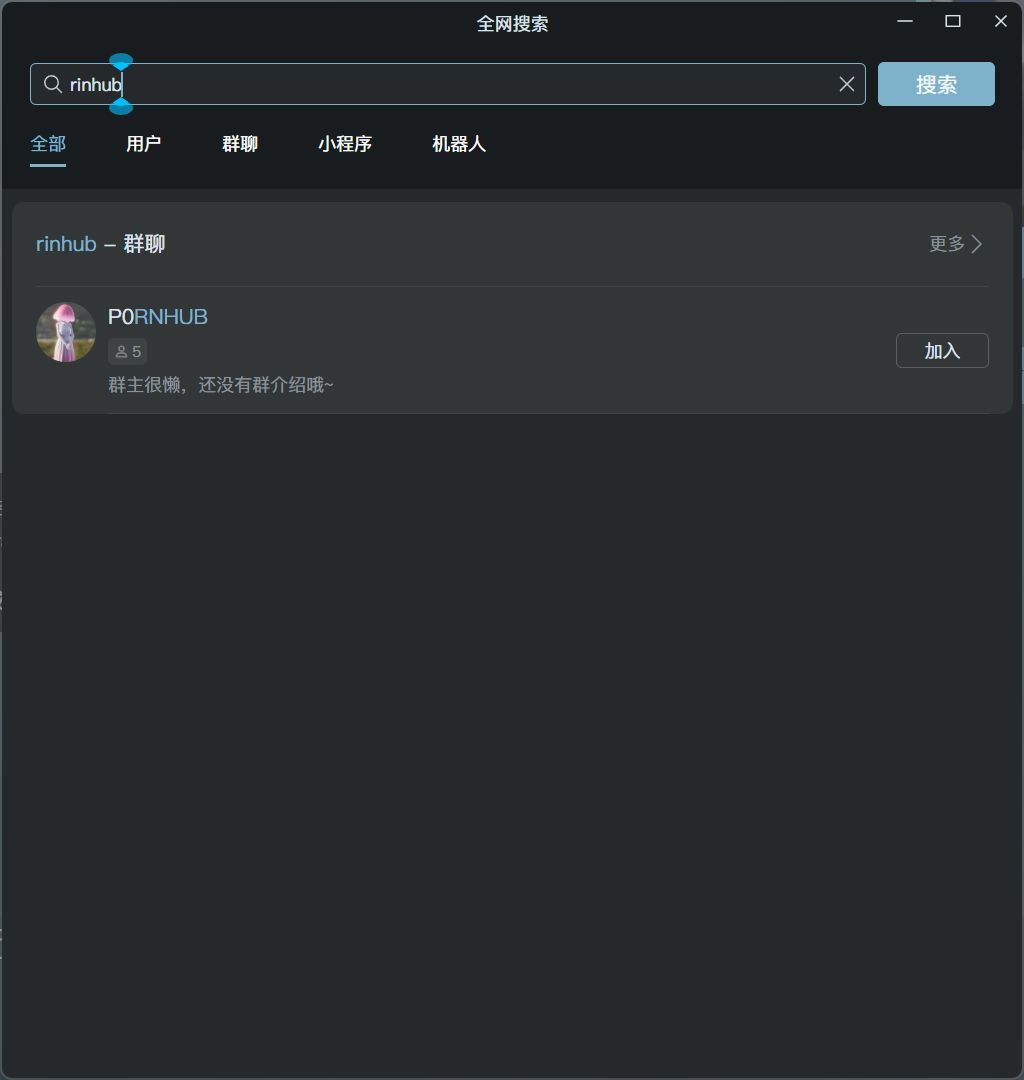 全网搜索
rinhub
搜索
全部 用户 群聊 小程序 机器人
rinhub – 群聊
更多
P0RNHUB
5
加入
群主很懒，还没有群介绍哦~